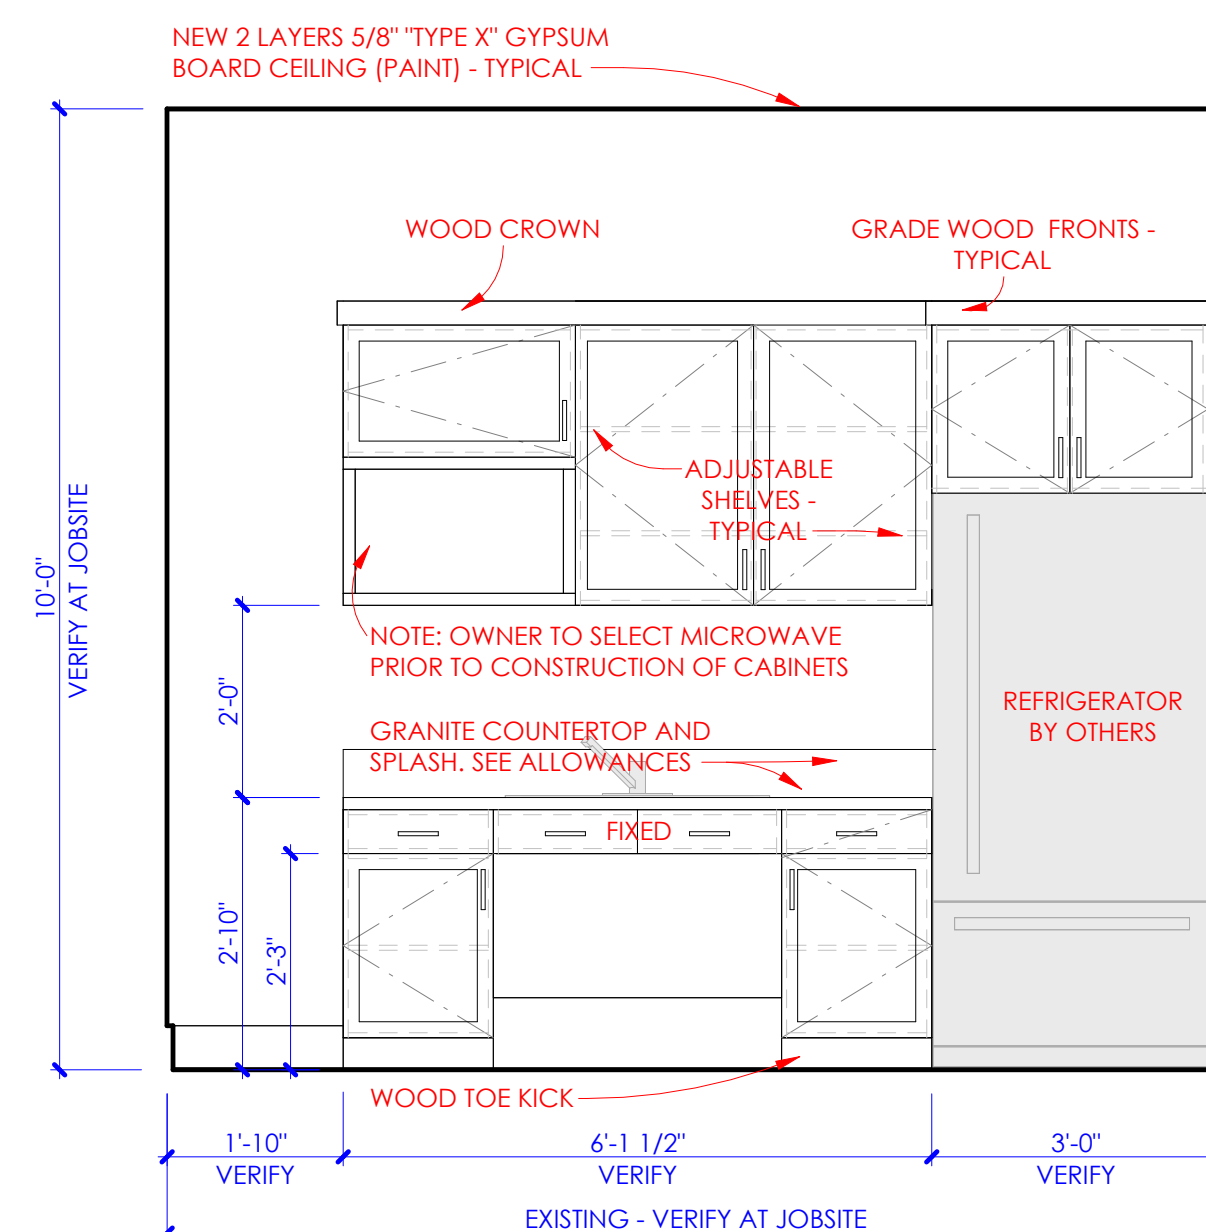 NEW 2 LAYERS 5/8" "TYPE X" GYPSUM
BOARD CEILING (PAINT) - TYPICAL
WOOD CROWN
GRADE WOOD FRONTS -
TYPICAL
ADJUSTABLE
SHELVES -
TYPICAL
10'-0"
VERIFY AT JOBSITE
NOTE: OWNER TO SELECT MICROWAVE
PRIOR TO CONSTRUCTION OF CABINETS
2'-0"
REFRIGERATOR
BY OTHERS
GRANITE COUNTERTOP AND
SPLASH. SEE ALLOWANCES
FIXED
2'-10"
2'-3"
WOOD TOE KICK
1'-10"
VERIFY
6'-1 1/2"
VERIFY
3'-0"
VERIFY
EXISTING - VERIFY AT JOBSITE